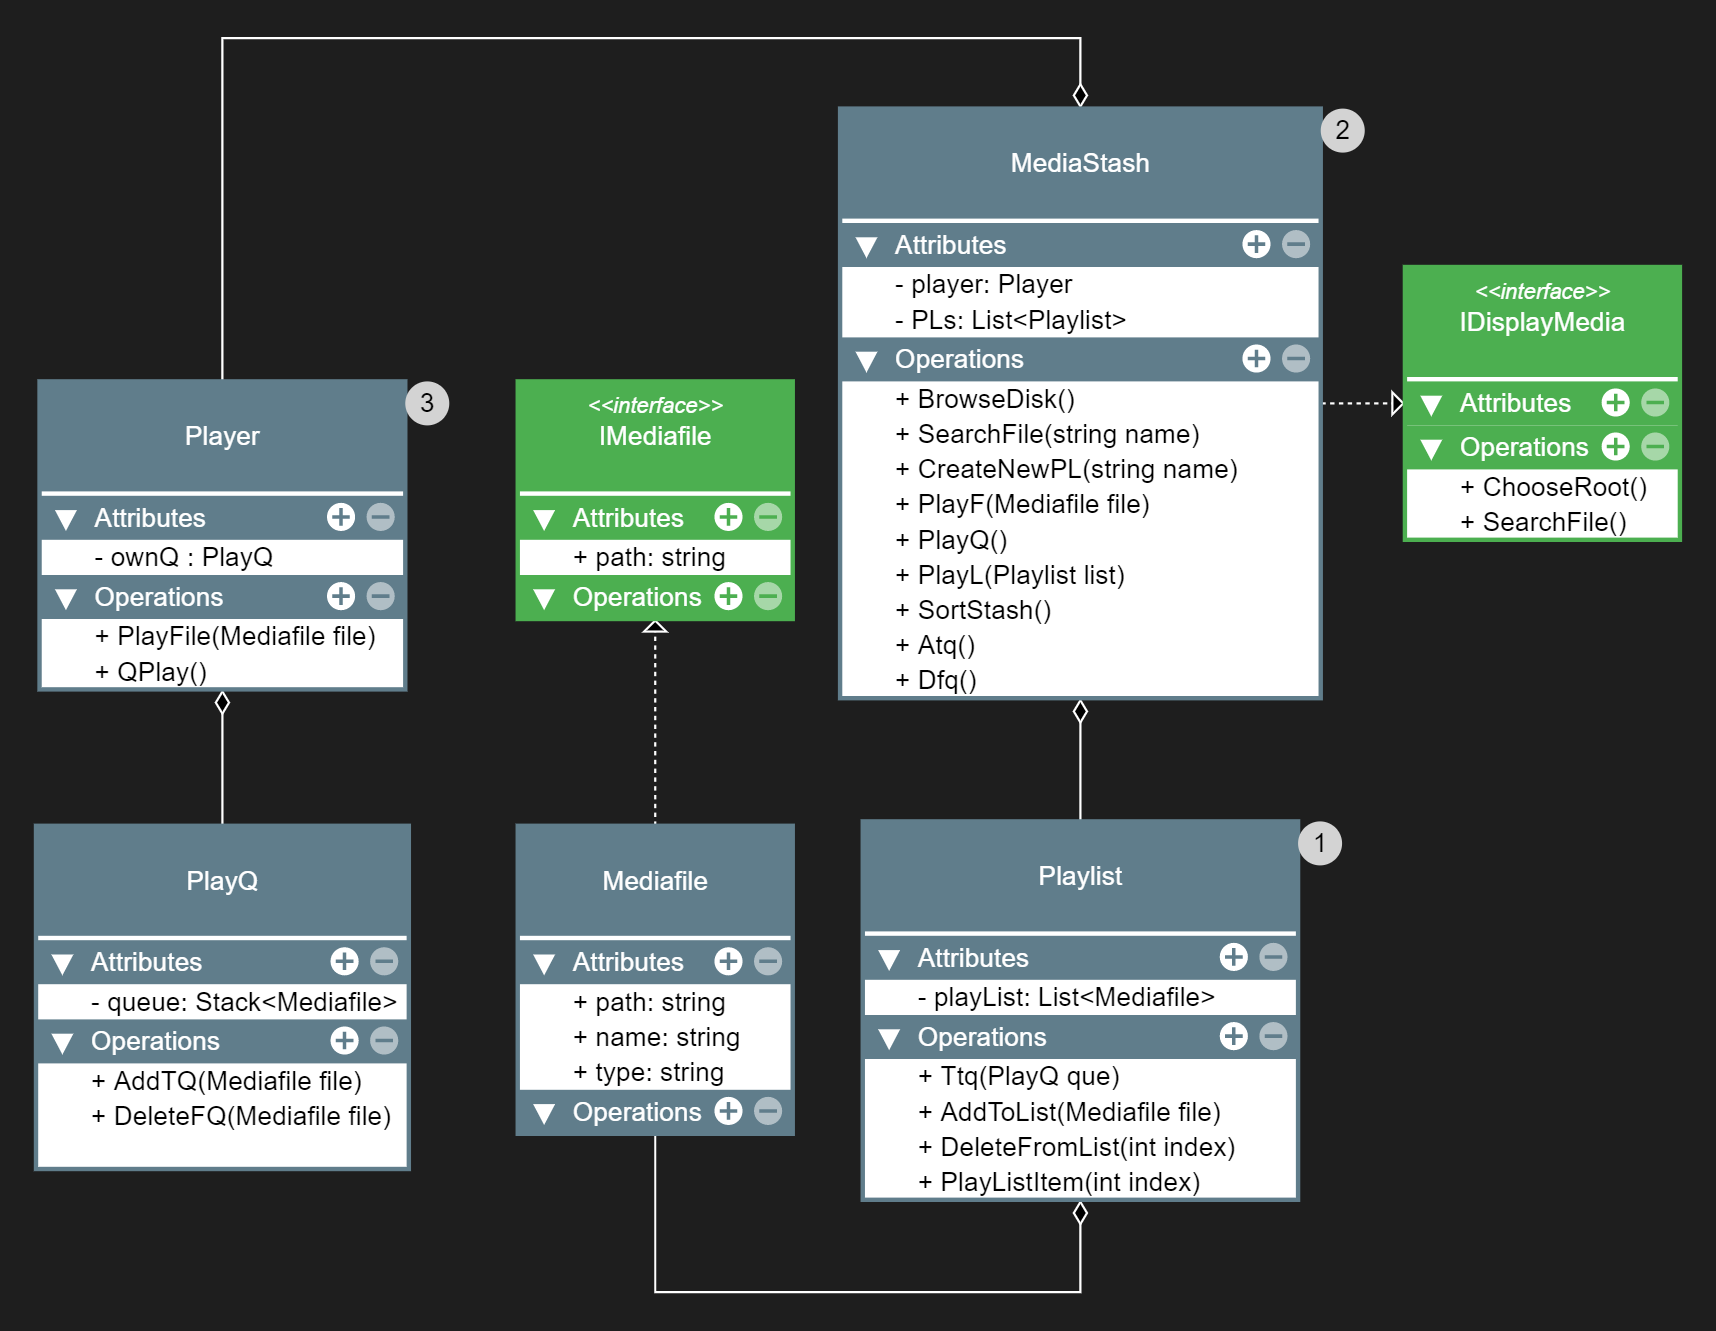 2
MediaStash
Attributes
- player: Player
- PLs: List<Playlist>
Operations
+ BrowseDisk()
+ SearchFile(string name)
+ CreateNewPL(string name)
+ PlayF(Mediafile file)
+ PlayQ()
+ PlayL(Playlist list)
+ SortStash()
+ Atq()
+ Dfq()
<<interface>>
IDisplayMedia
Attributes
Operations
+ ChooseRoot()
+ SearchFile()
3
Player
Attributes
- ownQ : PlayQ
Operations
+ PlayFile(Mediafile file)
+ QPlay()
<<interface>>
IMediafile
Attributes
+ path: string
Operations
PlayQ
Attributes
- queue: Stack<Mediafile>
Operations
+ AddTQ(Mediafile file)
+ DeleteFQ(Mediafile file)
Mediafile
Attributes
+ path: string
+ name: string
+ type: string
Operations
1
Playlist
Attributes
- playList: List<Mediafile>
Operations
+ Ttq(PlayQ que)
+ AddToList(Mediafile file)
+ DeleteFromList(int index)
+ PlayListItem(int index)